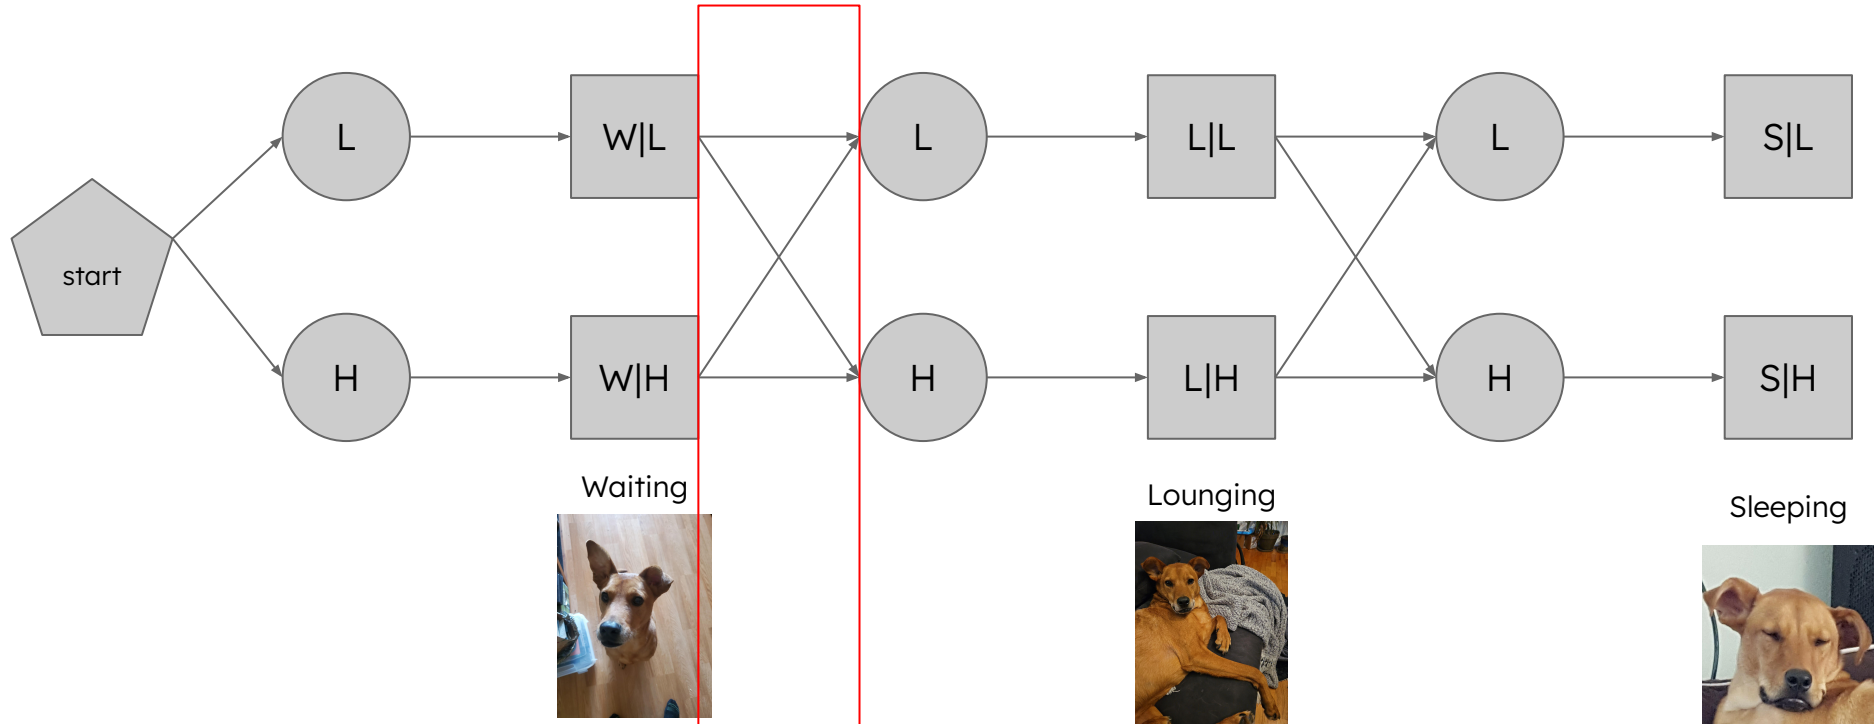 L
W|L
L
L|L
L
S|L
start
H
W|H
H
L|H
H
S|H
Waiting
Lounging
Sleeping